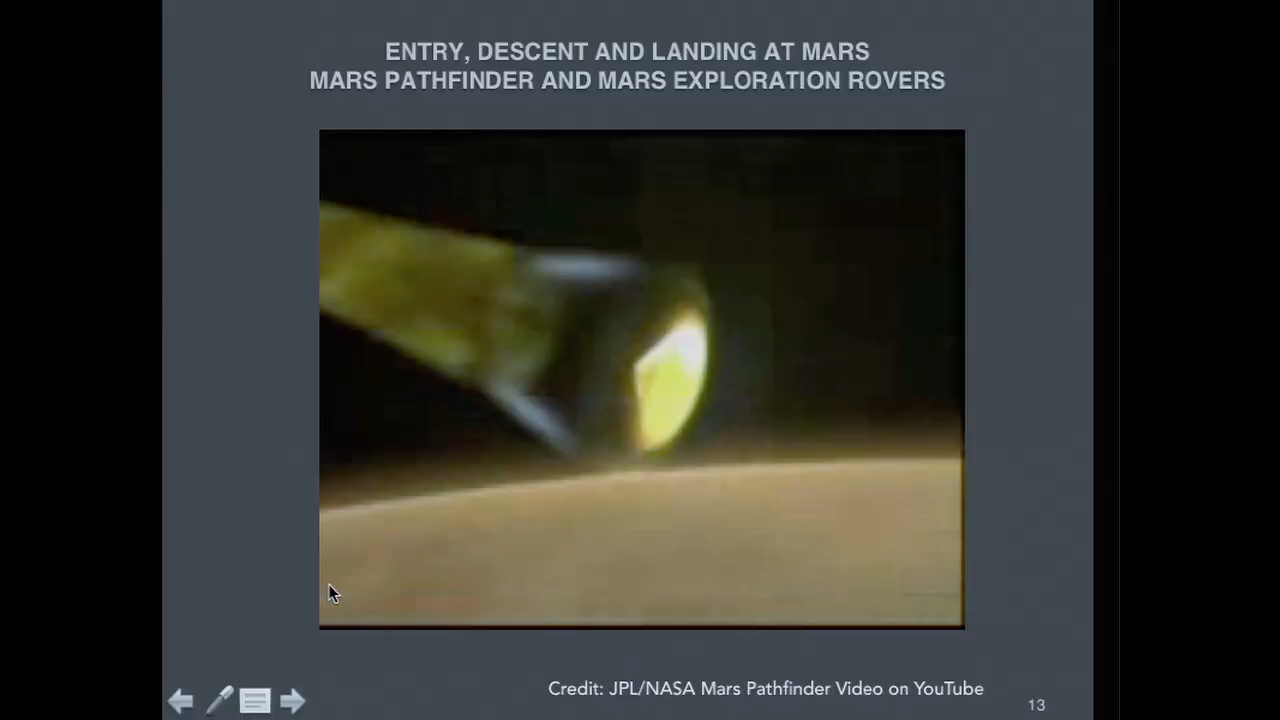 ENTRY, DESCENT AND LANDING AT MARS
MARS PATHFINDER AND MARS EXPLORATION ROVERS
Credit: JPL/NASA Mars Pathfinder Video on YouTube
13